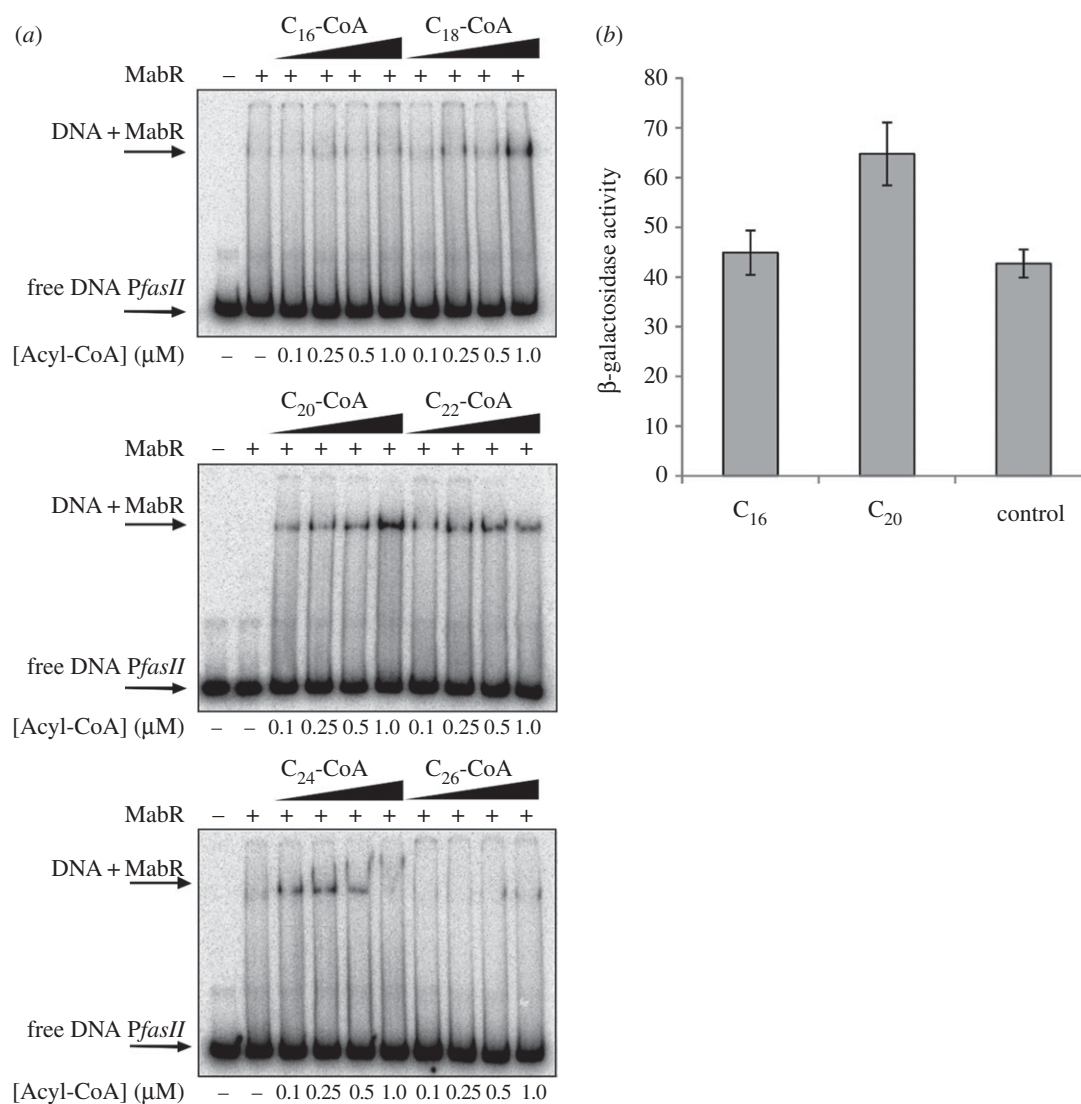 (a)
C16-CoA C18-CoA
MabR – + + + + + + + + +
DNA + MabR
free DNA PfasII
[Acyl-CoA] (μM) – – 0.1 0.25 0.5 1.0 0.1 0.25 0.5 1.0
C20-CoA C22-CoA
MabR – + + + + + + + + +
DNA + MabR
free DNA PfasII
[Acyl-CoA] (μM) – – 0.1 0.25 0.5 1.0 0.1 0.25 0.5 1.0
C24-CoA C26-CoA
MabR – + + + + + + + + +
DNA + MabR
free DNA PfasII
[Acyl-CoA] (μM) – – 0.1 0.25 0.5 1.0 0.1 0.25 0.5 1.0
(b)
β-galactosidase activity
80
70
60
50
40
30
20
10
0
C16 C20 control